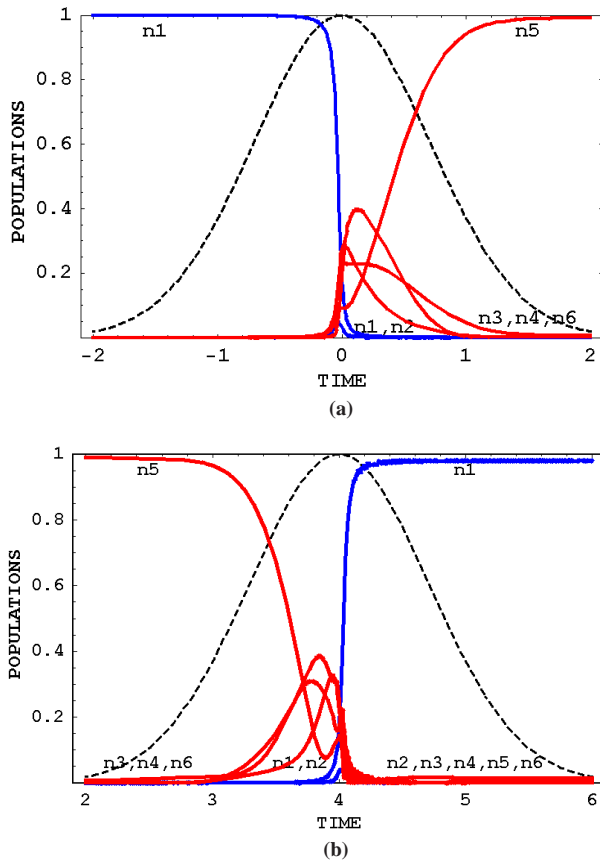 1
n1
n5
0.8
0.6
0.4
0.2
n1,n2
n3,n4,n6
-2
-1
0
1
2
POPULATIONS
TIME
(a)
1
n5
n1
0.8
0.6
0.4
0.2
n3,n4,n6
n1,n2
n2,n3,n4,n5,n6
2
3
4
5
6
POPULATIONS
TIME
(b)